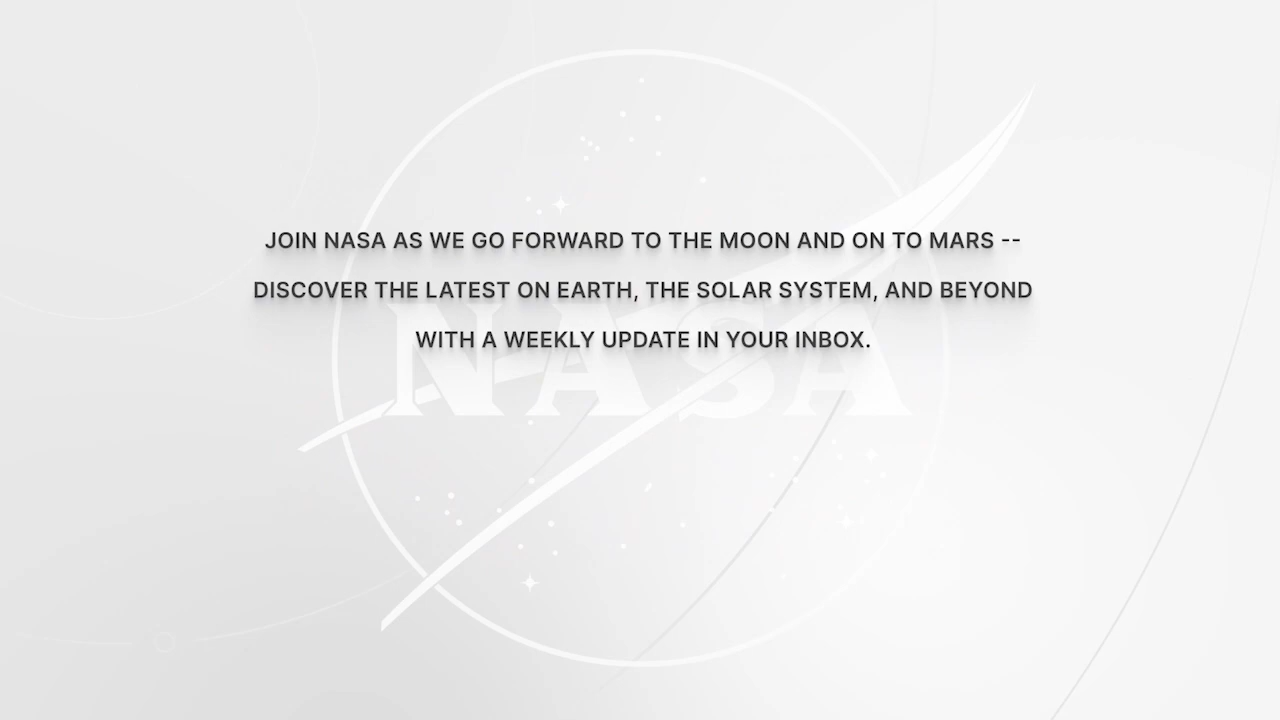 JOIN NASA AS WE GO FORWARD TO THE MOON AND ON TO MARS --
DISCOVER THE LATEST ON EARTH, THE SOLAR SYSTEM, AND BEYOND
WITH A WEEKLY UPDATE IN YOUR INBOX.
NASA